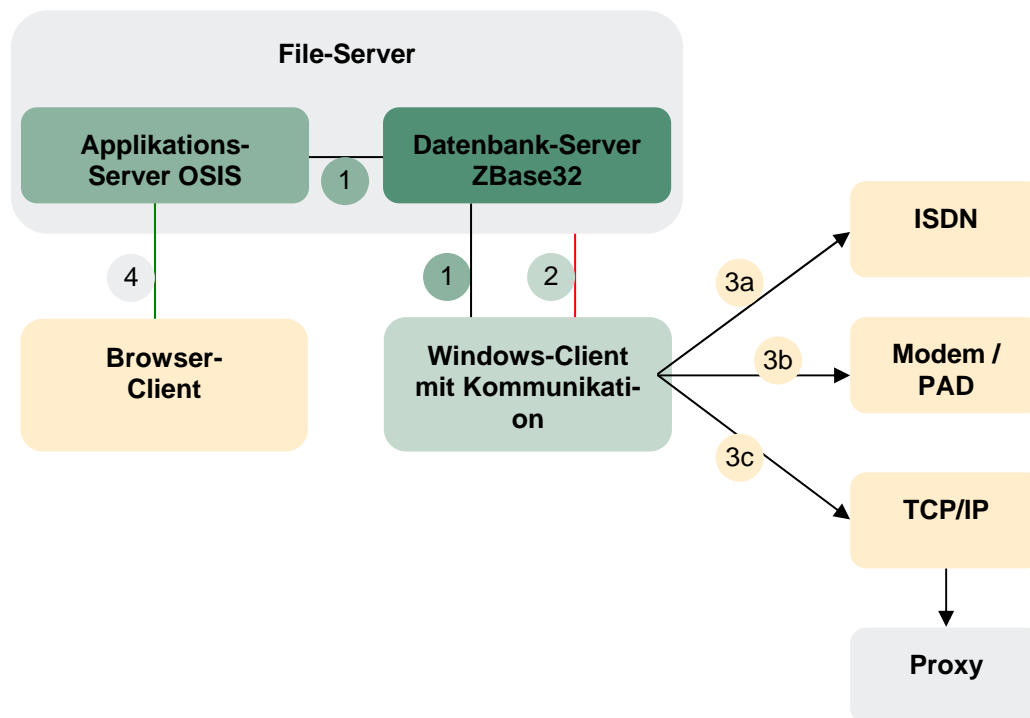 File-Server
Applikations-
Server OSIS
Datenbank-Server
ZBase32
1
ISDN
4
1
2
3a
Browser-
Client
Windows-Client
mit Kommunikati-
on
3b
Modem /
PAD
3c
TCP/IP
Proxy